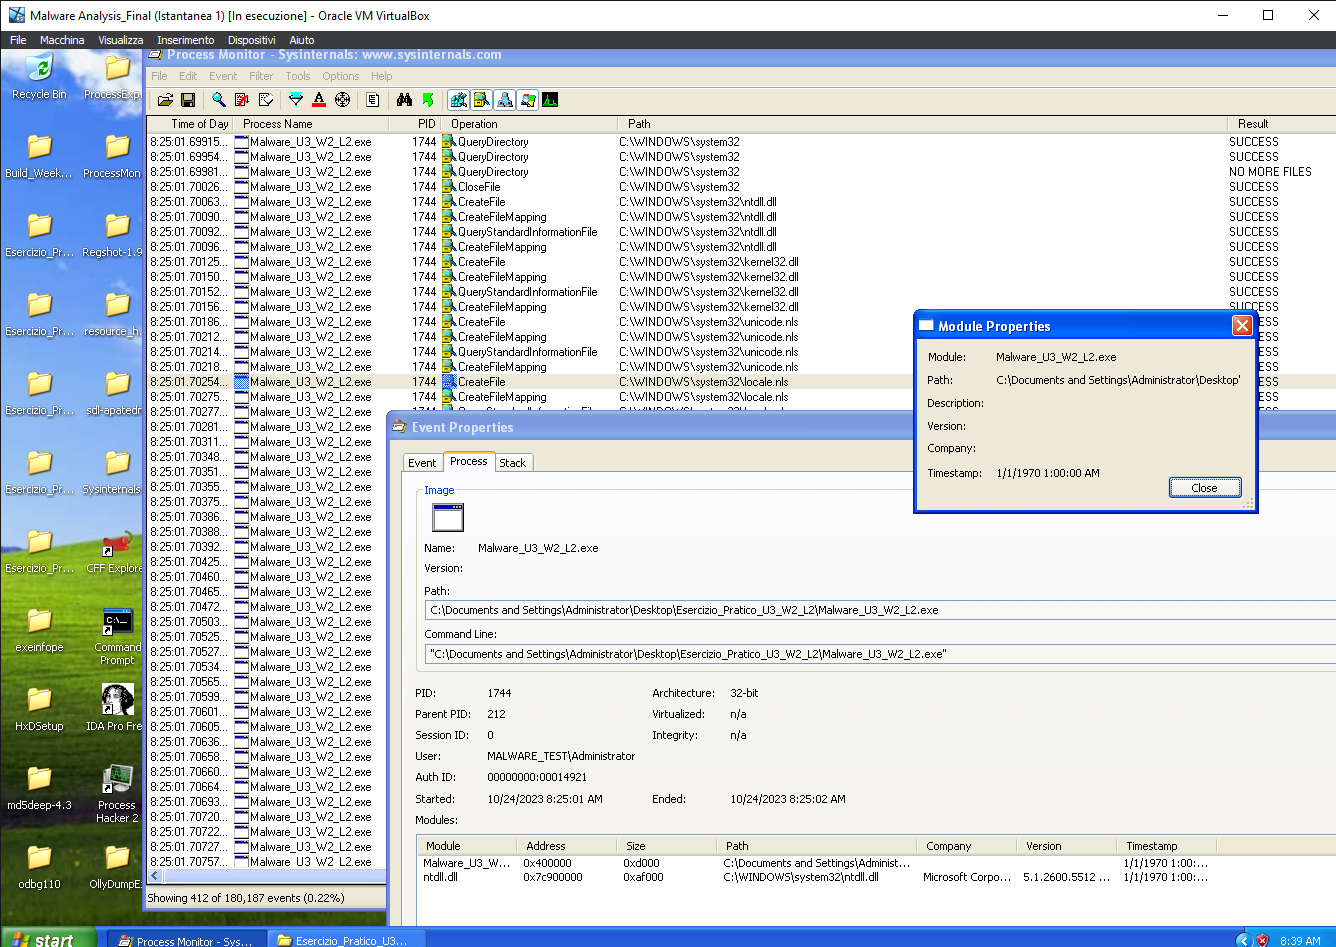 Malware Analysis_Final (Istantanea 1) [In esecuzione] - Oracle VM VirtualBox
File Macchina Visualizza Inserimento Dispositivi Aiuto
Process Monitor - Sysinternals: www.sysinternals.com
File Edit Event Filter Tools Options Help
Recycle Bin ProcessExp
Build_Week... ProcessMon
Esercizio_Pr... Regshot-1.9
Esercizio_Pr... resource_h
Esercizio_Pr... sdl-apatedn
Esercizio_Pr... Sysinternals
Esercizio_Pr... CFF Explore
exeinfope Command Prompt
HxDSetup IDA Pro Fre
md5deep-4.3 Process Hacker 2
odbg110 OllyDumpE
Time of Day Process Name PID Operation Path Result
8:25:01.69915... Malware_U3_W2_L2.exe 1744 QueryDirectory C:\WINDOWS\system32 SUCCESS
8:25:01.69954... Malware_U3_W2_L2.exe 1744 QueryDirectory C:\WINDOWS\system32 SUCCESS
8:25:01.69981... Malware_U3_W2_L2.exe 1744 QueryDirectory C:\WINDOWS\system32 NO MORE FILES
8:25:01.70026... Malware_U3_W2_L2.exe 1744 CloseFile C:\WINDOWS\system32 SUCCESS
8:25:01.70063... Malware_U3_W2_L2.exe 1744 CreateFile C:\WINDOWS\system32\ntdll.dll SUCCESS
8:25:01.70090... Malware_U3_W2_L2.exe 1744 CreateFileMapping C:\WINDOWS\system32\ntdll.dll SUCCESS
8:25:01.70092... Malware_U3_W2_L2.exe 1744 QueryStandardInformationFile C:\WINDOWS\system32\ntdll.dll SUCCESS
8:25:01.70096... Malware_U3_W2_L2.exe 1744 CreateFileMapping C:\WINDOWS\system32\ntdll.dll SUCCESS
8:25:01.70125... Malware_U3_W2_L2.exe 1744 CreateFile C:\WINDOWS\system32\kernel32.dll SUCCESS
8:25:01.70150... Malware_U3_W2_L2.exe 1744 CreateFileMapping C:\WINDOWS\system32\kernel32.dll SUCCESS
8:25:01.70152... Malware_U3_W2_L2.exe 1744 QueryStandardInformationFile C:\WINDOWS\system32\kernel32.dll SUCCESS
8:25:01.70156... Malware_U3_W2_L2.exe 1744 CreateFileMapping C:\WINDOWS\system32\kernel32.dll SUCCESS
8:25:01.70186... Malware_U3_W2_L2.exe 1744 CreateFile C:\WINDOWS\system32\unicode.nls
8:25:01.70212... Malware_U3_W2_L2.exe 1744 CreateFileMapping C:\WINDOWS\system32\unicode.nls ESS
8:25:01.70214... Malware_U3_W2_L2.exe 1744 QueryStandardInformationFile C:\WINDOWS\system32\unicode.nls ESS
8:25:01.70218... Malware_U3_W2_L2.exe 1744 CreateFileMapping C:\WINDOWS\system32\unicode.nls ESS
8:25:01.70254... Malware_U3_W2_L2.exe 1744 CreateFile C:\WINDOWS\system32\locale.nls ESS
8:25:01.70275... Malware_U3_W2_L2.exe 1744 CreateFileMapping C:\WINDOWS\system32\locale.nls ESS
8:25:01.70277... Malware_U3_W2_L2.exe
8:25:01.70281... Malware_U3_W2_L2.exe
8:25:01.70311... Malware_U3_W2_L2.exe
8:25:01.70348... Malware_U3_W2_L2.exe
8:25:01.70351... Malware_U3_W2_L2.exe
8:25:01.70355... Malware_U3_W2_L2.exe
8:25:01.70375... Malware_U3_W2_L2.exe
8:25:01.70386... Malware_U3_W2_L2.exe
8:25:01.70388... Malware_U3_W2_L2.exe
8:25:01.70392... Malware_U3_W2_L2.exe
8:25:01.70425... Malware_U3_W2_L2.exe
8:25:01.70460... Malware_U3_W2_L2.exe
8:25:01.70465... Malware_U3_W2_L2.exe
8:25:01.70472... Malware_U3_W2_L2.exe
8:25:01.70503... Malware_U3_W2_L2.exe
8:25:01.70525... Malware_U3_W2_L2.exe
8:25:01.70527... Malware_U3_W2_L2.exe
8:25:01.70534... Malware_U3_W2_L2.exe
8:25:01.70565... Malware_U3_W2_L2.exe
8:25:01.70599... Malware_U3_W2_L2.exe
8:25:01.70601... Malware_U3_W2_L2.exe
8:25:01.70605... Malware_U3_W2_L2.exe
8:25:01.70636... Malware_U3_W2_L2.exe
8:25:01.70658... Malware_U3_W2_L2.exe
8:25:01.70660... Malware_U3_W2_L2.exe
8:25:01.70664... Malware_U3_W2_L2.exe
8:25:01.70693... Malware_U3_W2_L2.exe
8:25:01.70720... Malware_U3_W2_L2.exe
8:25:01.70722... Malware_U3_W2_L2.exe
8:25:01.70727... Malware_U3_W2_L2.exe
8:25:01.70757... Malware_U3_W2_L2.exe
Showing 412 of 180,187 events (0.22%)
Module Properties
Module: Malware_U3_W2_L2.exe
Path: C:\Documents and Settings\Administrator\Desktop'
Description:
Version:
Company:
Timestamp: 1/1/1970 1:00:00 AM
Close
Event Properties
Event Process Stack
Image
Name: Malware_U3_W2_L2.exe
Version:
Path:
C:\Documents and Settings\Administrator\Desktop\Esercizio_Pratico_U3_W2_L2\Malware_U3_W2_L2.exe
Command Line:
"C:\Documents and Settings\Administrator\Desktop\Esercizio_Pratico_U3_W2_L2\Malware_U3_W2_L2.exe"
PID: 1744 Architecture: 32-bit
Parent PID: 212 Virtualized: n/a
Session ID: 0 Integrity: n/a
User: MALWARE_TEST\Administrator
Auth ID: 00000000:00014921
Started: 10/24/2023 8:25:01 AM Ended: 10/24/2023 8:25:02 AM
Modules:
Module Address Size Path Company Version Timestamp
Malware_U3_W... 0x400000 0xd000 C:\Documents and Settings\Administ... 1/1/1970 1:00:...
ntdll.dll 0x7c900000 0xaf000 C:\WINDOWS\system32\ntdll.dll Microsoft Corpo... 5.1.2600.5512 ... 1/1/1970 1:00:...
start Process Monitor - Sys... Esercizio_Pratico_U3... 8:39 AM